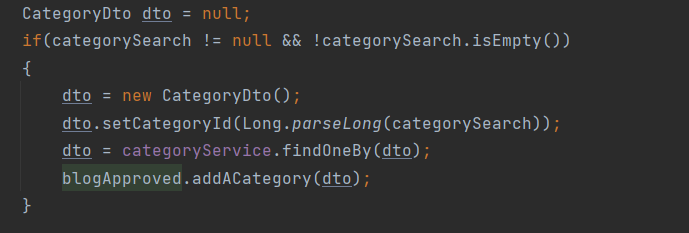 CategoryDto dto = null;
if(categorySearch != null && !categorySearch.isEmpty())
{
dto = new CategoryDto();
dto.setCategoryId(Long.parseLong(categorySearch));
dto = categoryService.findOneBy(dto);
blogApproved.addACategory(dto);
}